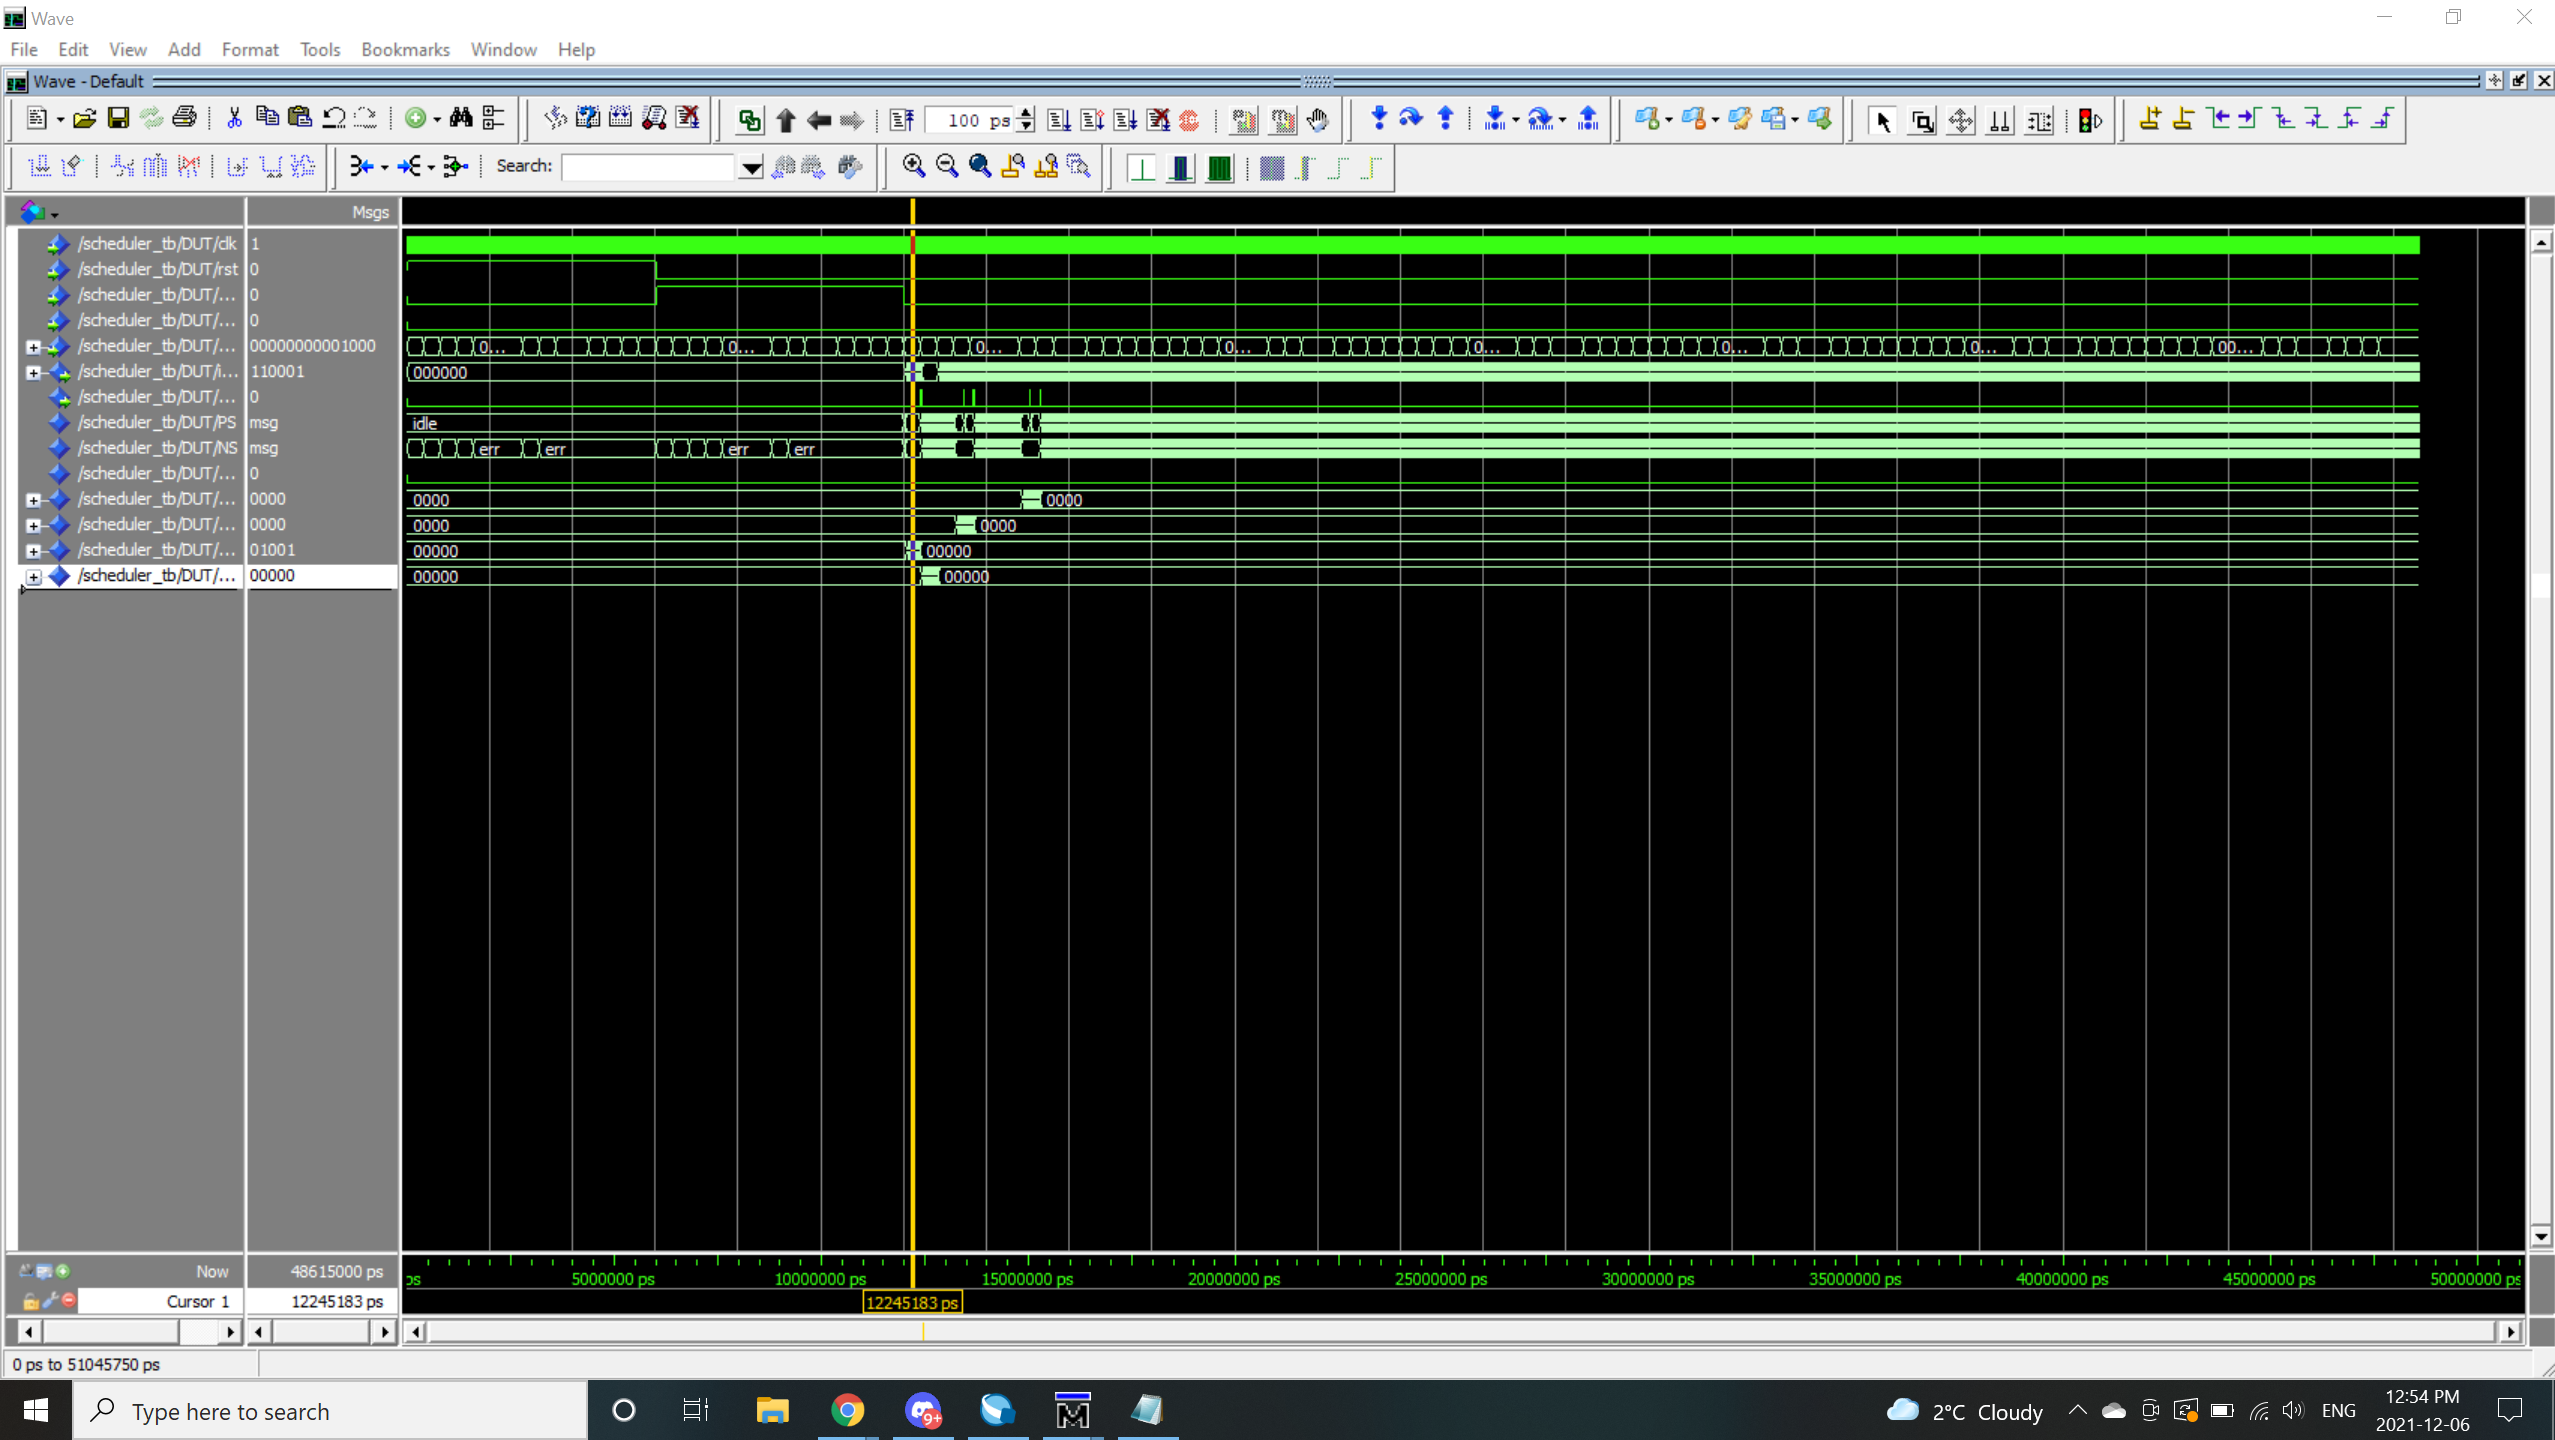 Wave
File Edit View Add Format Tools Bookmarks Window Help
Wave - Default
100 ps
Search:
Msgs
/scheduler_tb/DUT/clk 1
/scheduler_tb/DUT/rst 0
/scheduler_tb/DUT/... 0
/scheduler_tb/DUT/... 0
/scheduler_tb/DUT/... 00000000001000 0... 0... 0... 0... 0... 0... 0... 00...
/scheduler_tb/DUT/i... 110001 000000
/scheduler_tb/DUT/... 0
/scheduler_tb/DUT/PS msg idle
/scheduler_tb/DUT/NS msg err err err err
/scheduler_tb/DUT/... 0
/scheduler_tb/DUT/... 0000 0000 0000
/scheduler_tb/DUT/... 0000 0000 0000
/scheduler_tb/DUT/... 01001 00000 00000
/scheduler_tb/DUT/... 00000 00000 00000
Now 48615000 ps ps 5000000 ps 10000000 ps 15000000 ps 20000000 ps 25000000 ps 30000000 ps 35000000 ps 40000000 ps 45000000 ps 50000000 ps
Cursor 1 12245183 ps 12245183 ps
0 ps to 51045750 ps
Type here to search 9+ M 2°C Cloudy ENG 12:54 PM
2021-12-06